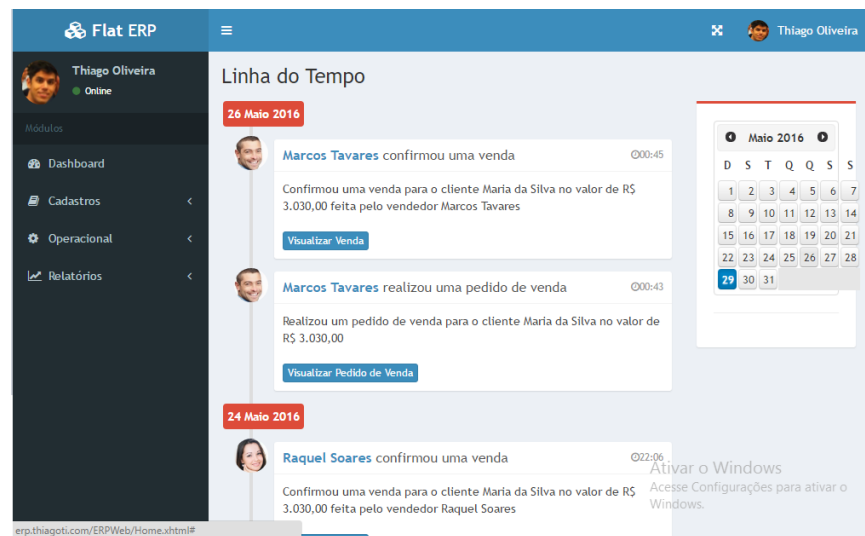 Flat ERP
Thiago Oliveira
Thiago Oliveira
Online
Módulos
Dashboard
Cadastros
Operacional
Relatórios
Linha do Tempo
26 Maio 2016
Marcos Tavares confirmou uma venda
00:45
Confirmou uma venda para o cliente Maria da Silva no valor de R$
3.030,00 feita pelo vendedor Marcos Tavares
Visualizar Venda
Marcos Tavares realizou uma pedido de venda
00:43
Realizou um pedido de venda para o cliente Maria da Silva no valor de
R$ 3.030,00
Visualizar Pedido de Venda
24 Maio 2016
Raquel Soares confirmou uma venda
22:06
Confirmou uma venda para o cliente Maria da Silva no valor de R$
3.030,00 feita pelo vendedor Raquel Soares
Maio 2016
D S T Q Q S S
1 2 3 4 5 6 7
8 9 10 11 12 13 14
15 16 17 18 19 20 21
22 23 24 25 26 27 28
29 30 31
Ativar o Windows
Acesse Configurações para ativar o
Windows.
erp.thiagoti.com/ERPWeb/Home.xhtml#